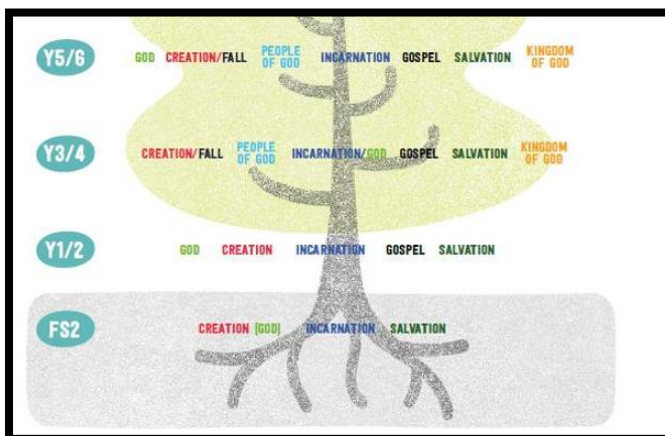 Y5/6 GOD CREATION/FALL PEOPLE OF GOD INCARNATION GOSPEL SALVATION KINGDOM OF GOD
Y3/4 CREATION/FALL PEOPLE OF GOD INCARNATION/GOD GOSPEL SALVATION KINGDOM OF GOD
Y1/2 GOD CREATION INCARNATION GOSPEL SALVATION
FS2 CREATION (GOD) INCARNATION SALVATION